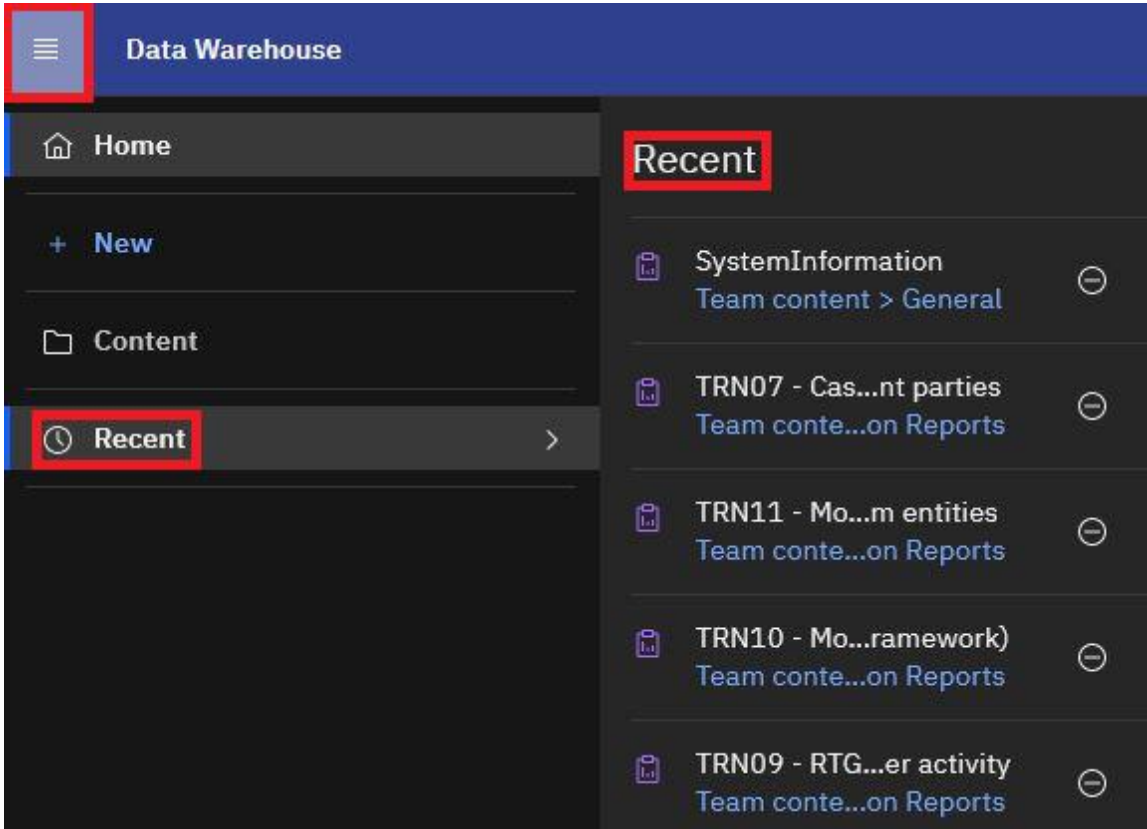 Data Warehouse
Home
New
Content
Recent
Recent
SystemInformation
Team content > General
TRN07 - Cas...nt parties
Team conte...on Reports
TRN11 - Mo...m entities
Team conte...on Reports
TRN10 - Mo...ramework)
Team conte...on Reports
TRN09 - RTG...er activity
Team conte...on Reports